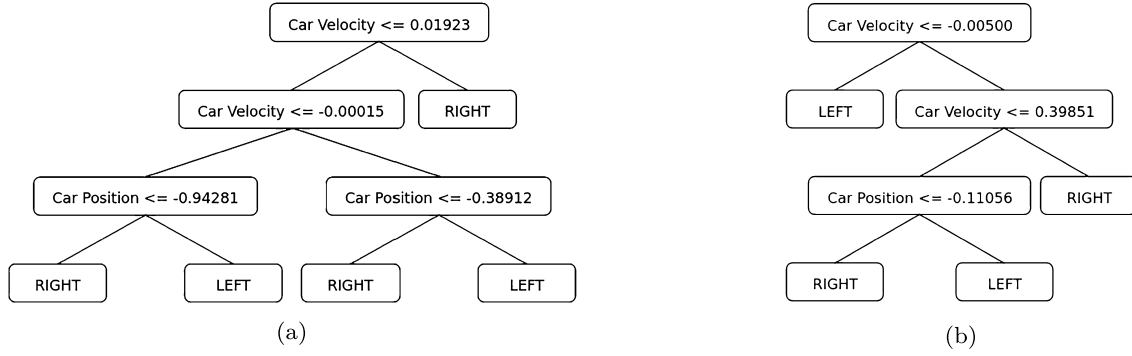 Car Velocity <= 0.01923
Car Velocity <= -0.00015
RIGHT
Car Position <= -0.94281
Car Position <= -0.38912
RIGHT
LEFT
RIGHT
LEFT
(a)
Car Velocity <= -0.00500
LEFT
Car Velocity <= 0.39851
Car Position <= -0.11056
RIGHT
RIGHT
LEFT
(b)